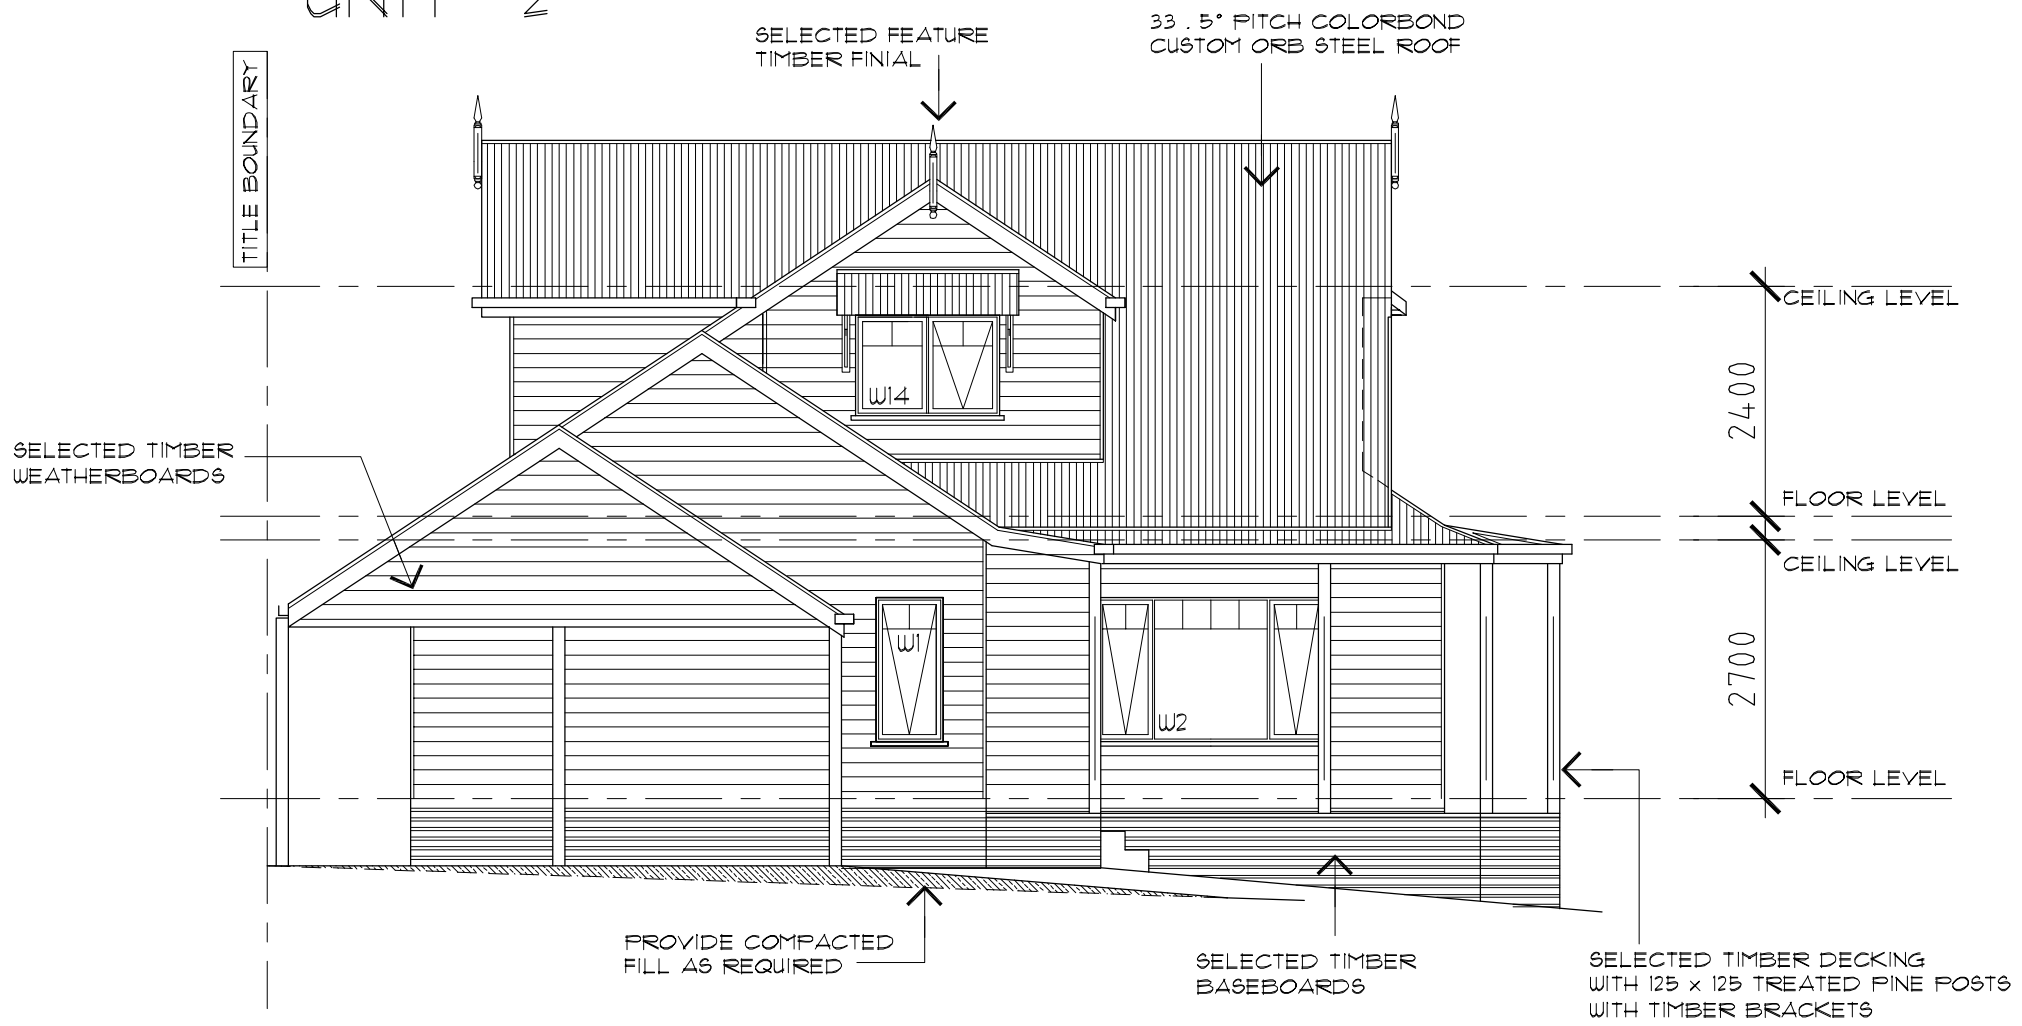 UNIT 2
SELECTED FEATURE
TIMBER FINIAL
33.5° PITCH COLORBOND
CUSTOM ORB STEEL ROOF
TITLE BOUNDARY
CEILING LEVEL
2400
W14
SELECTED TIMBER
WEATHERBOARDS
FLOOR LEVEL
CEILING LEVEL
W1
2700
W2
FLOOR LEVEL
PROVIDE COMPACTED
FILL AS REQUIRED
SELECTED TIMBER
BASEBOARDS
SELECTED TIMBER DECKING
WITH 125 x 125 TREATED PINE POSTS
WITH TIMBER BRACKETS